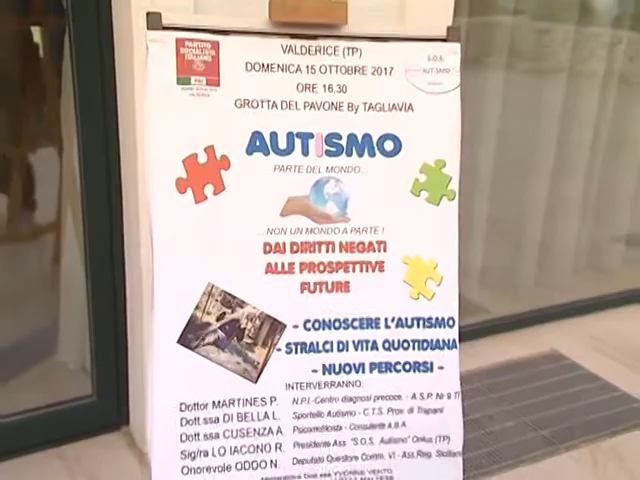 PARTITO
SOCIALISTA
ITALIANO
VALDERICE (TP)
DOMENICA 15 OTTOBRE 2017
ORE 16.30
GROTTA DEL PAVONE By TAGLIAVIA
S.O.S.
AUTISMO
AUTISMO
PARTE DEL MONDO...
...NON UN MONDO A PARTE !
DAI DIRITTI NEGATI
ALLE PROSPETTIVE
FUTURE
- CONOSCERE L'AUTISMO
- STRALCI DI VITA QUOTIDIANA
- NUOVI PERCORSI -
INTERVERRANNO:
Dottor MARTINES P. N.P.I.-Centro diagnosi precoce. - A.S.P. Nr 9 T
Dott.ssa DI BELLA L. Sportello Autismo - C.T.S. Prov. di Trapani
Dott.ssa CUSENZA A. Consulente A.B.A.
Sig/ra LO IACONO R. Presidente Ass "S.O.S. Autismo" Onlus (TP)
Onorevole ODDO N. Deputato Questore Comm. VI - Ass.Reg. Siciliana
YVONNE VENTO